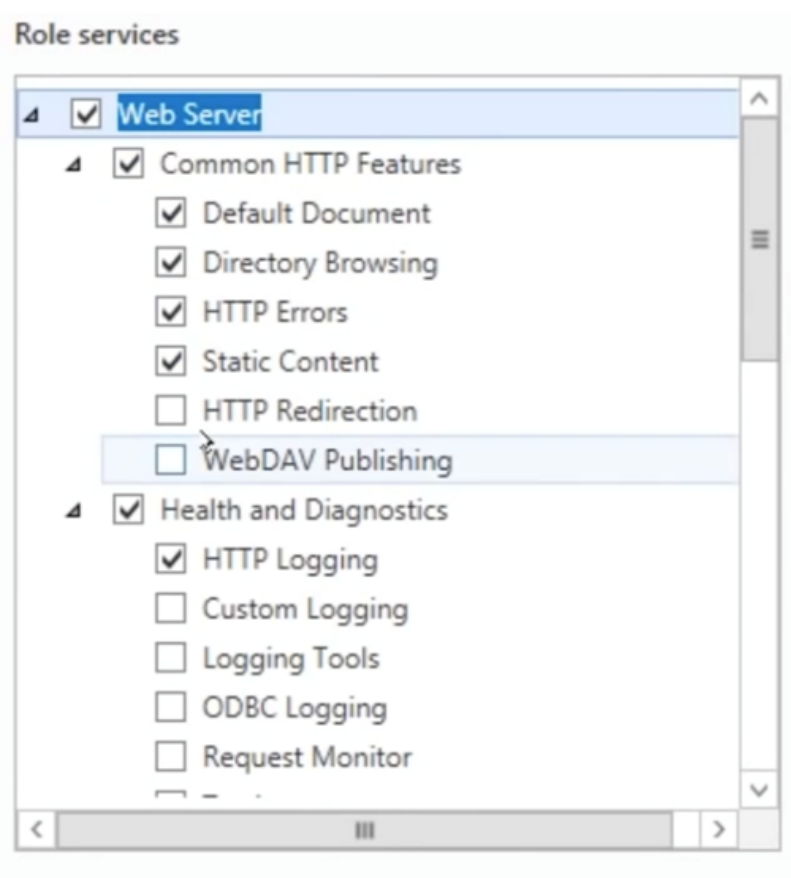 Role services
Web Server
Common HTTP Features
Default Document
Directory Browsing
HTTP Errors
Static Content
HTTP Redirection
WebDAV Publishing
Health and Diagnostics
HTTP Logging
Custom Logging
Logging Tools
ODBC Logging
Request Monitor